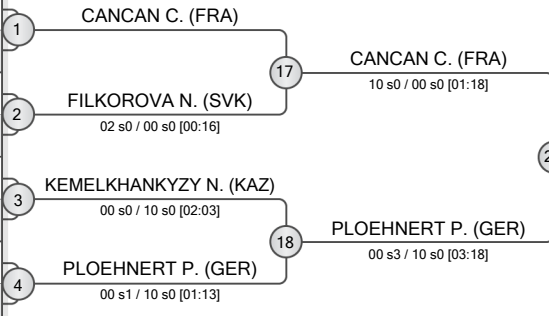 1
CANCAN C. (FRA)
17
CANCAN C. (FRA)
10 s0 / 00 s0 [01:18]
2
FILKOROVA N. (SVK)
02 s0 / 00 s0 [00:16]
3
KEMELKHANKYZY N. (KAZ)
00 s0 / 10 s0 [02:03]
18
PLOEHNERT P. (GER)
00 s3 / 10 s0 [03:18]
4
PLOEHNERT P. (GER)
00 s1 / 10 s0 [01:13]